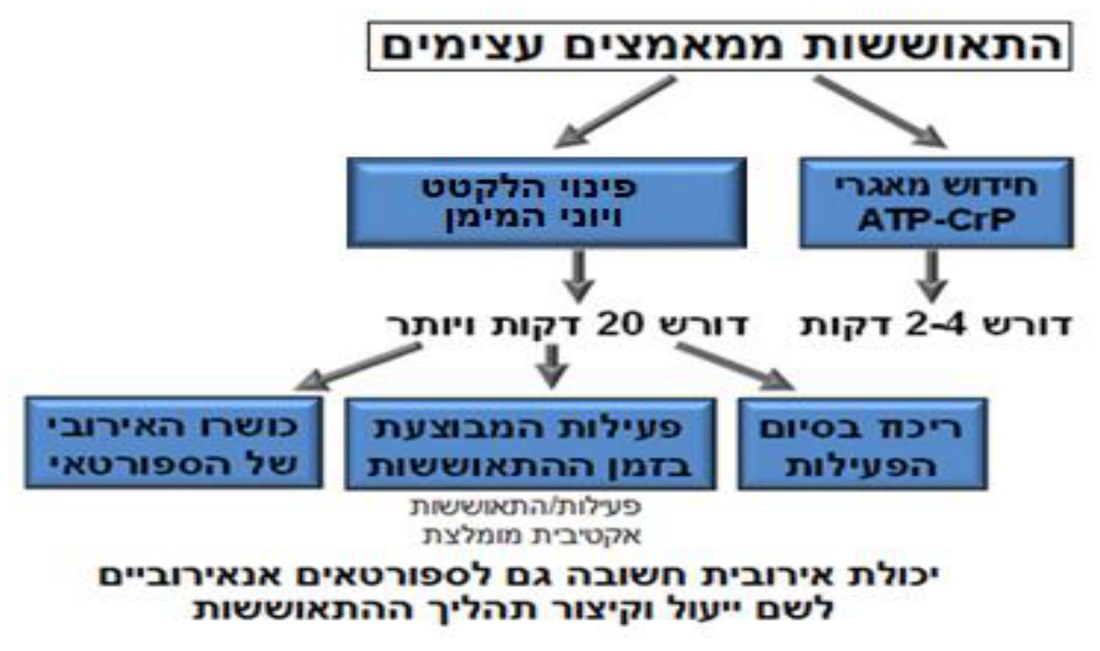 התאוששות ממאמצים עצימים
חידוש מאגרי
ATP-CrP
פינוי הלקטט
ויוני המימן
דורש 2-4 דקות
דורש 20 דקות ויותר
ריכוז בסיום
הפעילות
פעילות המבוצעת
בזמן ההתאוששות
כושרו האירובי
של הספורטאי
פעילות/התאוששות
אקטיבית מומלצת
יכולת אירובית חשובה גם לספורטאים אנאירוביים
לשם ייעול וקיצור תהליך ההתאוששות